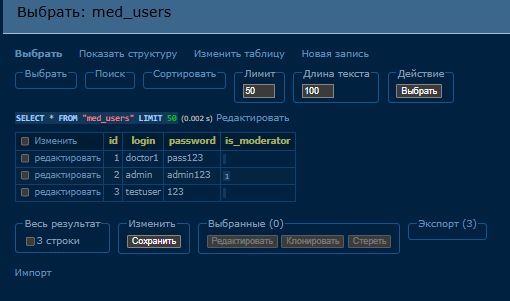 Выбрать: med_users
Выбрать Показать структуру Изменить таблицу Новая запись
Выбрать Поиск Сортировать Лимит Длина текста Действие
50 100 Выбрать
SELECT * FROM "med_users" LIMIT 50 (0.002 s) Редактировать
Изменить id login password is_moderator
редактировать 1 doctor1 pass123
редактировать 2 admin admin123 1
редактировать 3 testuser 123
Весь результат Изменить Выбранные (0) Экспорт (3)
3 строки Сохранить Редактировать Клонировать Стереть
Импорт